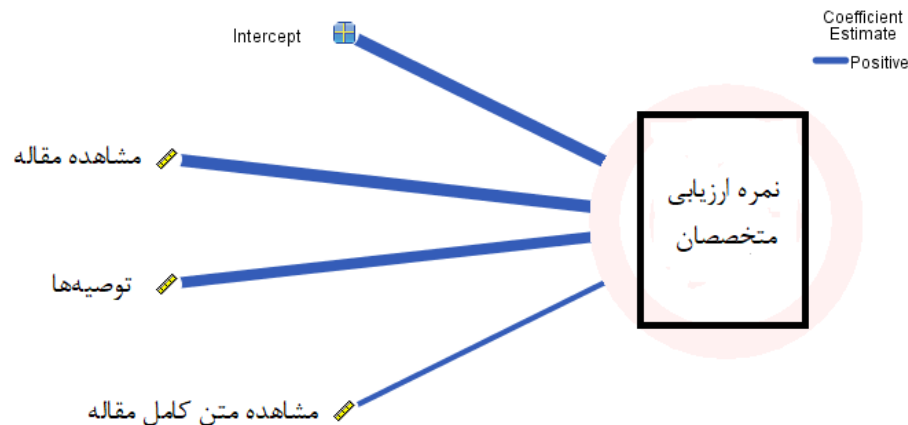 Coefficient
Estimate
Positive
Intercept
مشاهده مقاله
نمره ارزیابی
متخصصان
توصیه‌ها
مشاهده متن کامل مقاله